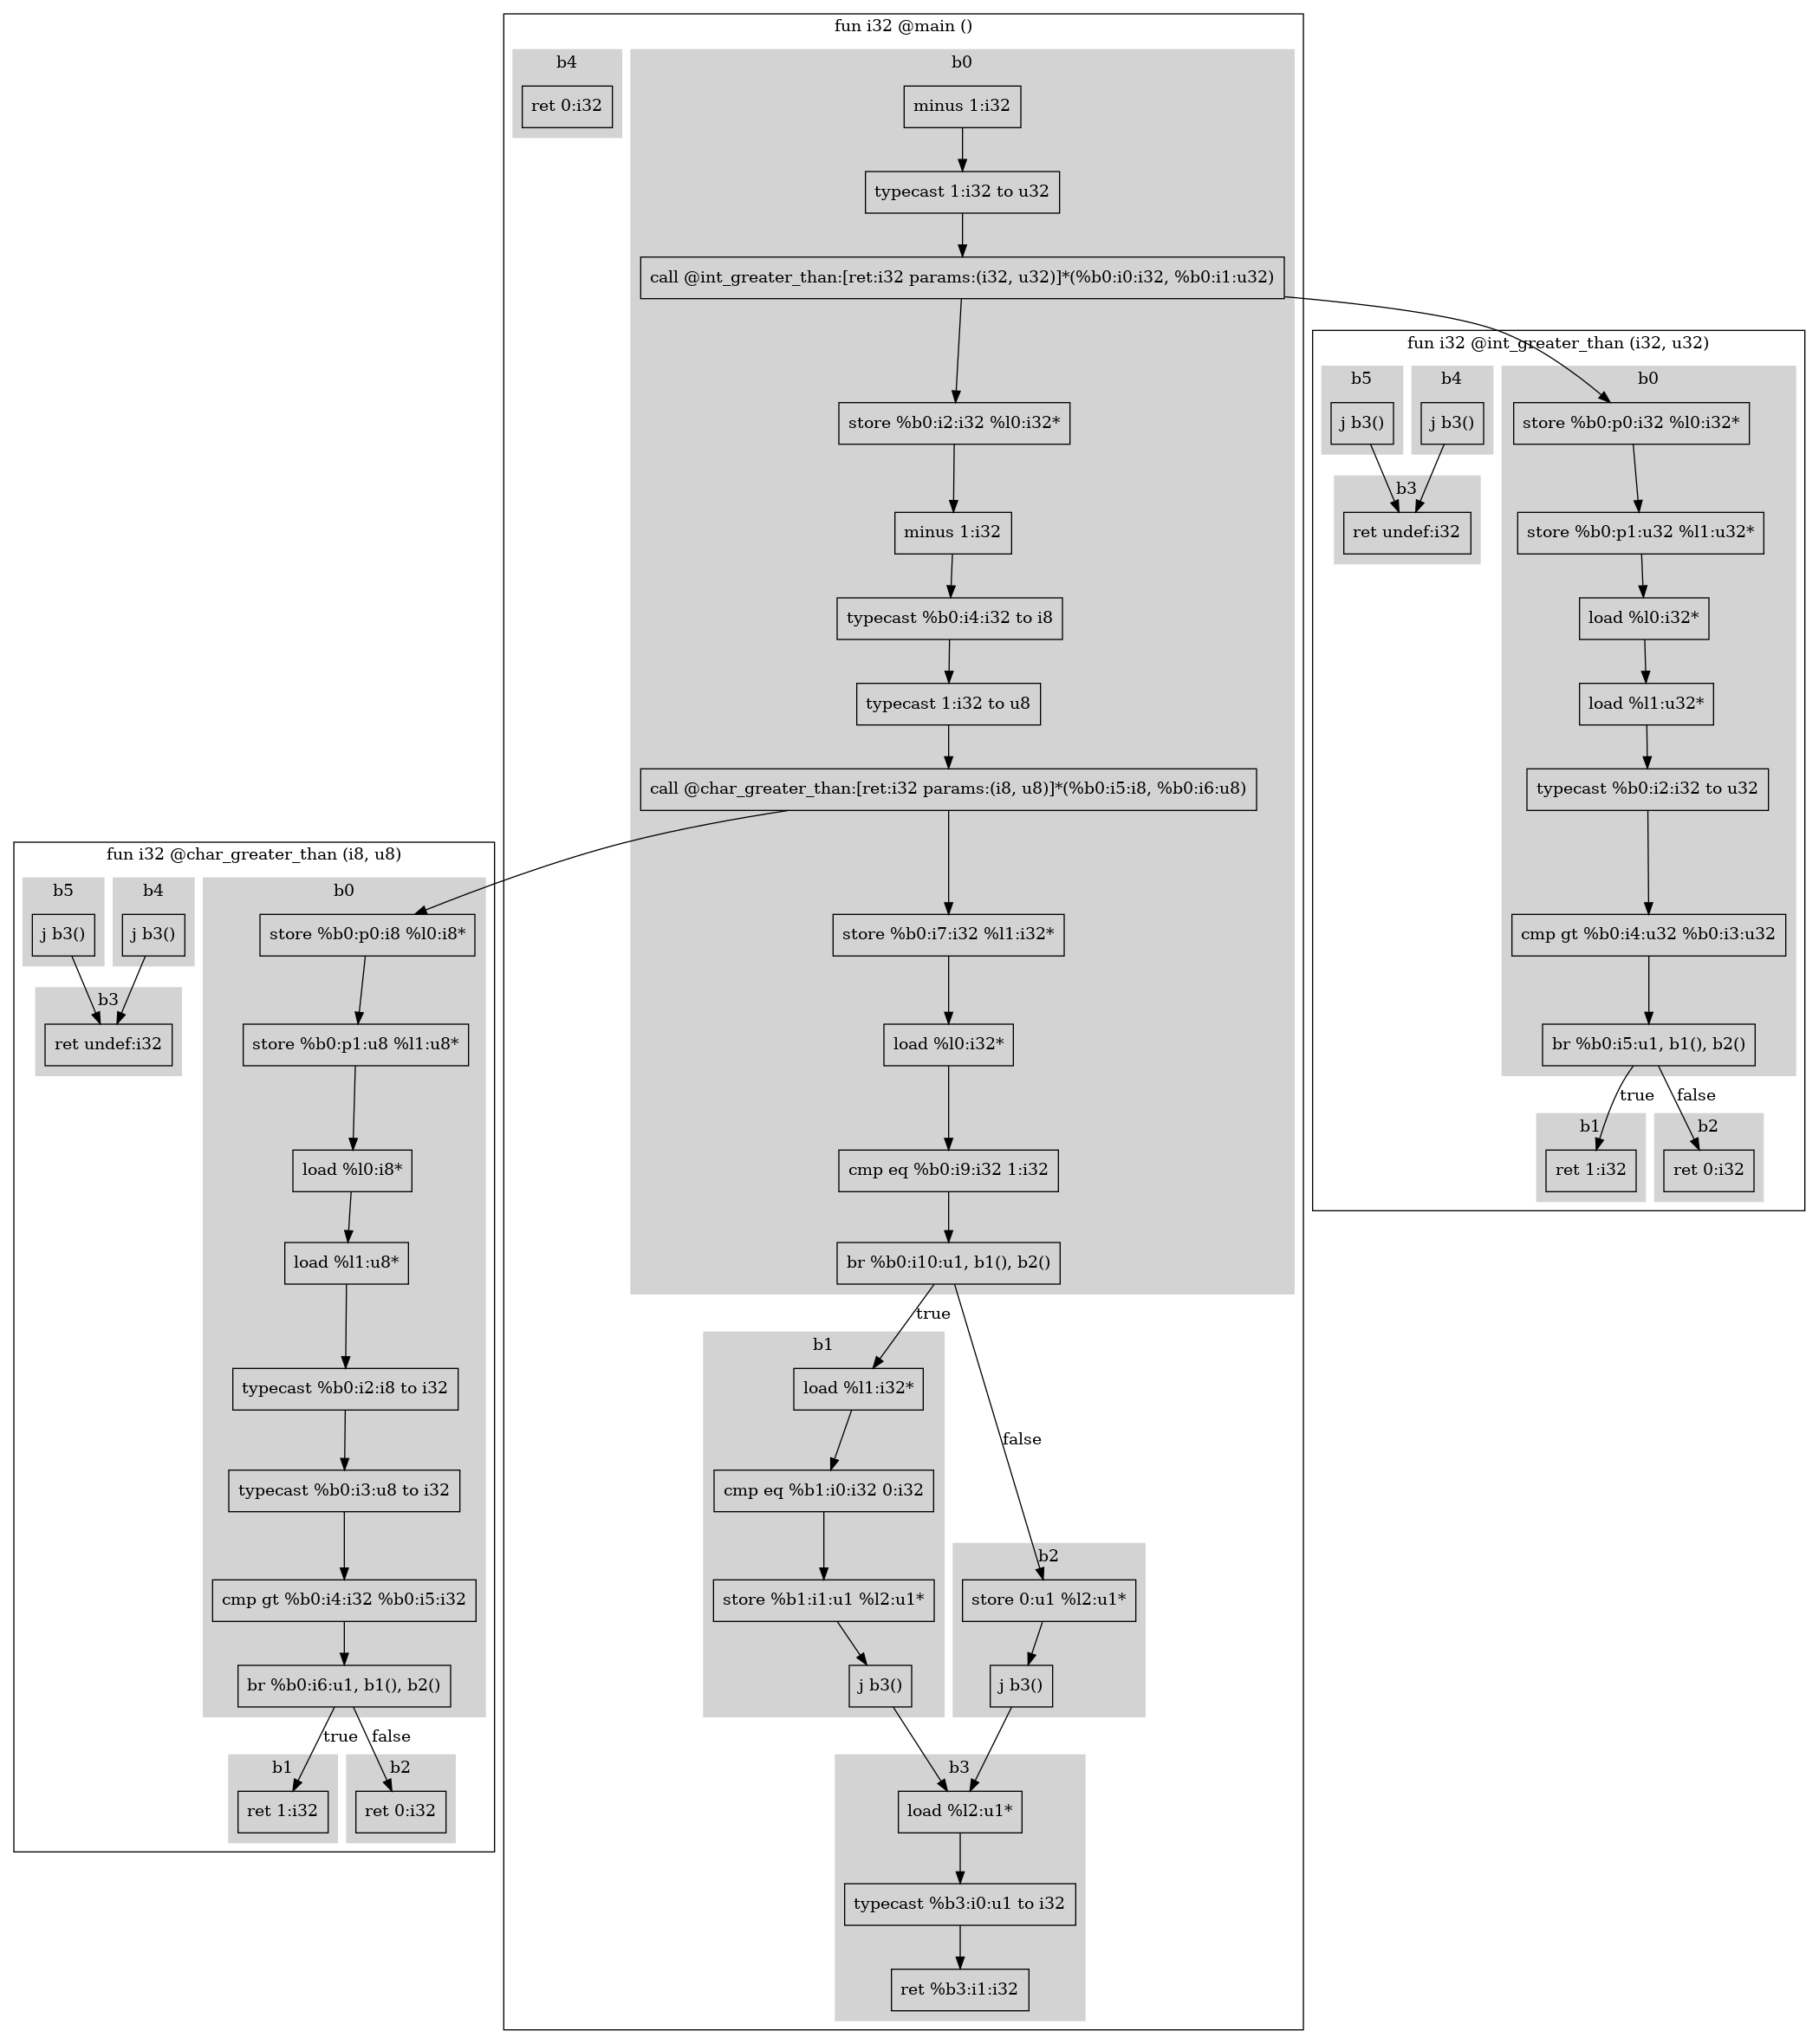 fun i32 @main ()
b4
ret 0:i32
b0
minus 1:i32
typecast 1:i32 to u32
call @int_greater_than:[ret:i32 params:(i32, u32)]*(%b0:i0:i32, %b0:i1:u32)
store %b0:i2:i32 %l0:i32*
minus 1:i32
typecast %b0:i4:i32 to i8
typecast 1:i32 to u8
call @char_greater_than:[ret:i32 params:(i8, u8)]*(%b0:i5:i8, %b0:i6:u8)
store %b0:i7:i32 %l1:i32*
load %l0:i32*
cmp eq %b0:i9:i32 1:i32
br %b0:i10:u1, b1(), b2()
true
false
b1
load %l1:i32*
cmp eq %b1:i0:i32 0:i32
store %b1:i1:u1 %l2:u1*
j b3()
b2
store 0:u1 %l2:u1*
j b3()
b3
load %l2:u1*
typecast %b3:i0:u1 to i32
ret %b3:i1:i32
fun i32 @int_greater_than (i32, u32)
b5
j b3()
b4
j b3()
b3
ret undef:i32
b0
store %b0:p0:i32 %l0:i32*
store %b0:p1:u32 %l1:u32*
load %l0:i32*
load %l1:u32*
typecast %b0:i2:i32 to u32
cmp gt %b0:i4:u32 %b0:i3:u32
br %b0:i5:u1, b1(), b2()
true
false
b1
ret 1:i32
b2
ret 0:i32
fun i32 @char_greater_than (i8, u8)
b5
j b3()
b4
j b3()
b3
ret undef:i32
b0
store %b0:p0:i8 %l0:i8*
store %b0:p1:u8 %l1:u8*
load %l0:i8*
load %l1:u8*
typecast %b0:i2:i8 to i32
typecast %b0:i3:u8 to i32
cmp gt %b0:i4:i32 %b0:i5:i32
br %b0:i6:u1, b1(), b2()
true
false
b1
ret 1:i32
b2
ret 0:i32